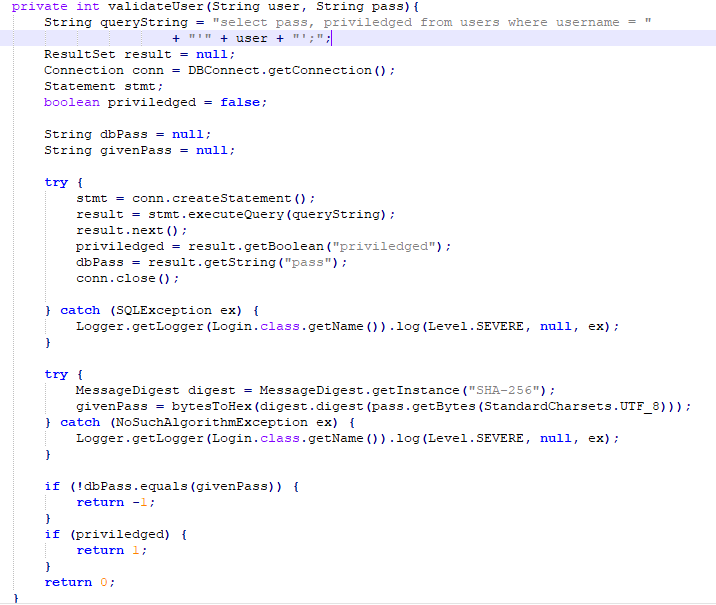 private int validateUser(String user, String pass){
    String queryString = "select pass, priviledged from users where username = "
                    + "'" + user + "';";
    ResultSet result = null;
    Connection conn = DBConnect.getConnection();
    Statement stmt;
    boolean priviledged = false;

    String dbPass = null;
    String givenPass = null;

    try {
        stmt = conn.createStatement();
        result = stmt.executeQuery(queryString);
        result.next();
        priviledged = result.getBoolean("priviledged");
        dbPass = result.getString("pass");
        conn.close();

    } catch (SQLException ex) {
        Logger.getLogger(Login.class.getName()).log(Level.SEVERE, null, ex);
    }

    try {
        MessageDigest digest = MessageDigest.getInstance("SHA-256");
        givenPass = bytesToHex(digest.digest(pass.getBytes(StandardCharsets.UTF_8)));
    } catch (NoSuchAlgorithmException ex) {
        Logger.getLogger(Login.class.getName()).log(Level.SEVERE, null, ex);
    }

    if (!dbPass.equals(givenPass)) {
        return -1;
    }
    if (priviledged) {
        return 1;
    }
    return 0;
}